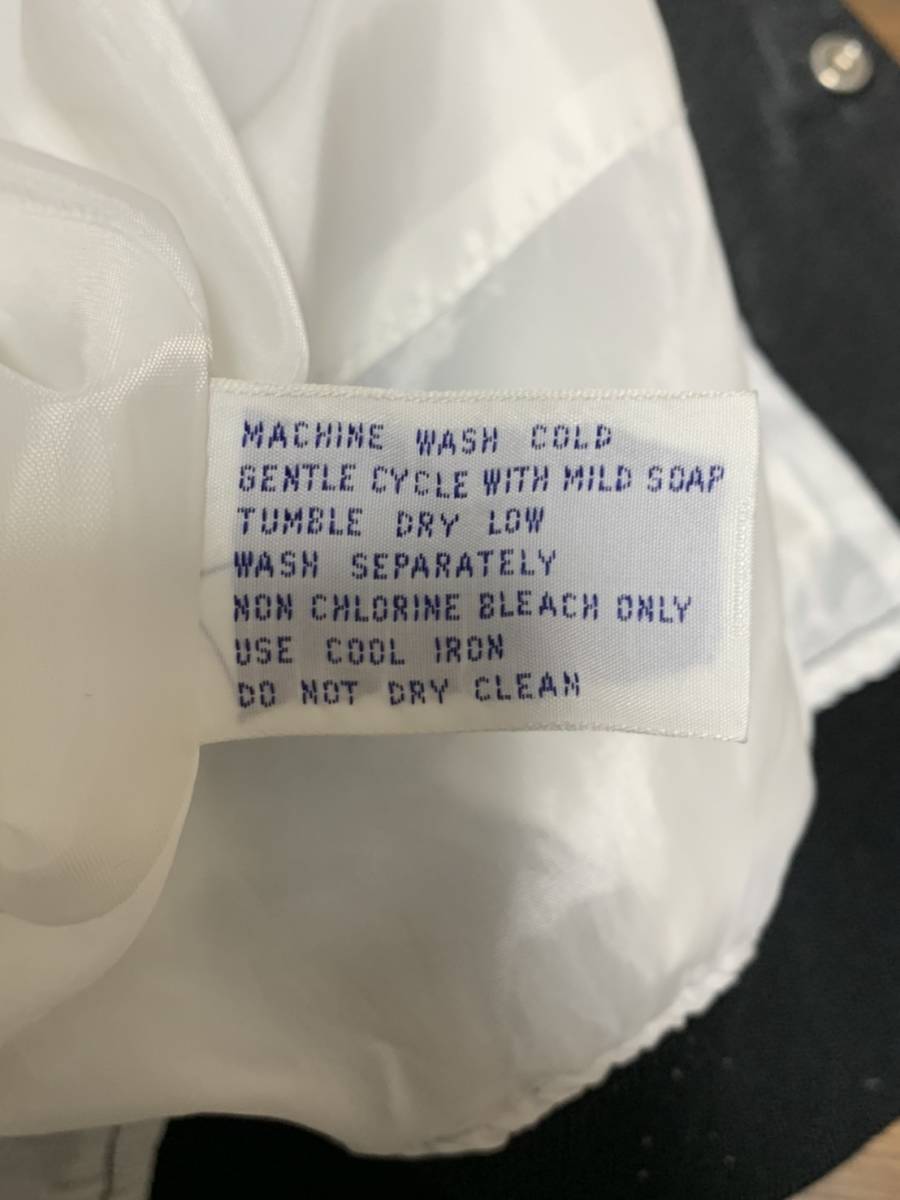 MACHINE WASH COLD
GENTLE CYCLE WITH MILD SOAP
TUMBLE DRY LOW
WASH SEPARATELY
NON CHLORINE BLEACH ONLY
USE COOL IRON
DO NOT DRY CLEAN